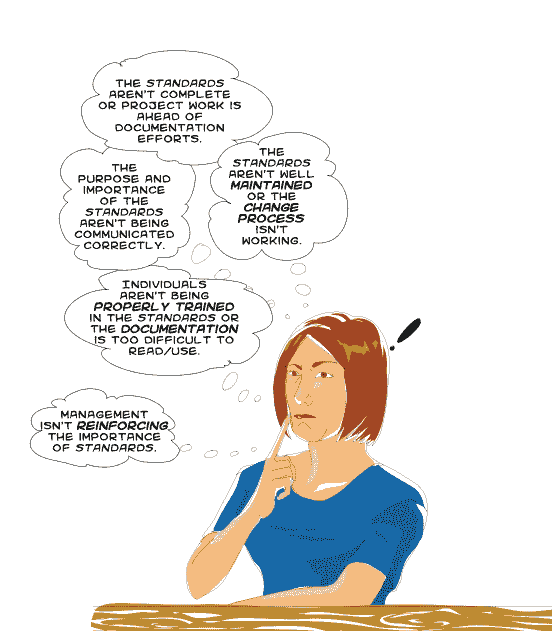 THE STANDARDS
AREN'T COMPLETE
OR PROJECT WORK IS
AHEAD OF
DOCUMENTATION
EFFORTS.
THE
PURPOSE AND
IMPORTANCE
OF THE
STANDARDS
AREN'T BEING
COMMUNICATED
CORRECTLY.
THE
STANDARDS
AREN'T WELL
MAINTAINED
OR THE
CHANGE
PROCESS
ISN'T
WORKING.
INDIVIDUALS
AREN'T BEING
PROPERLY TRAINED
IN THE STANDARDS OR
THE DOCUMENTATION
IS TOO DIFFICULT TO
READ/USE.
MANAGEMENT
ISN'T REINFORCING
THE IMPORTANCE
OF STANDARDS.